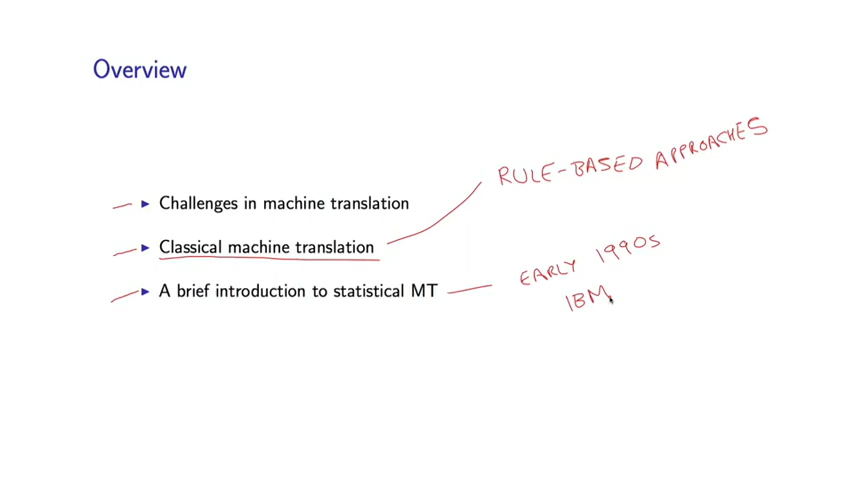 Overview
RULE-BASED APPROACHES
Challenges in machine translation
Classical machine translation
EARLY 1990s
A brief introduction to statistical MT
IBM